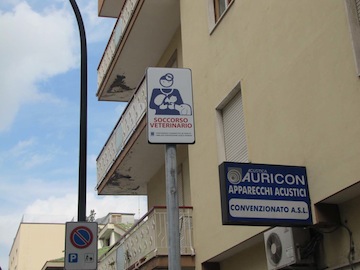 SOCCORSO
VETERINARIO
AURICON
APPARECCHI ACUSTICI
CONVENZIONATO A.S.L.
P